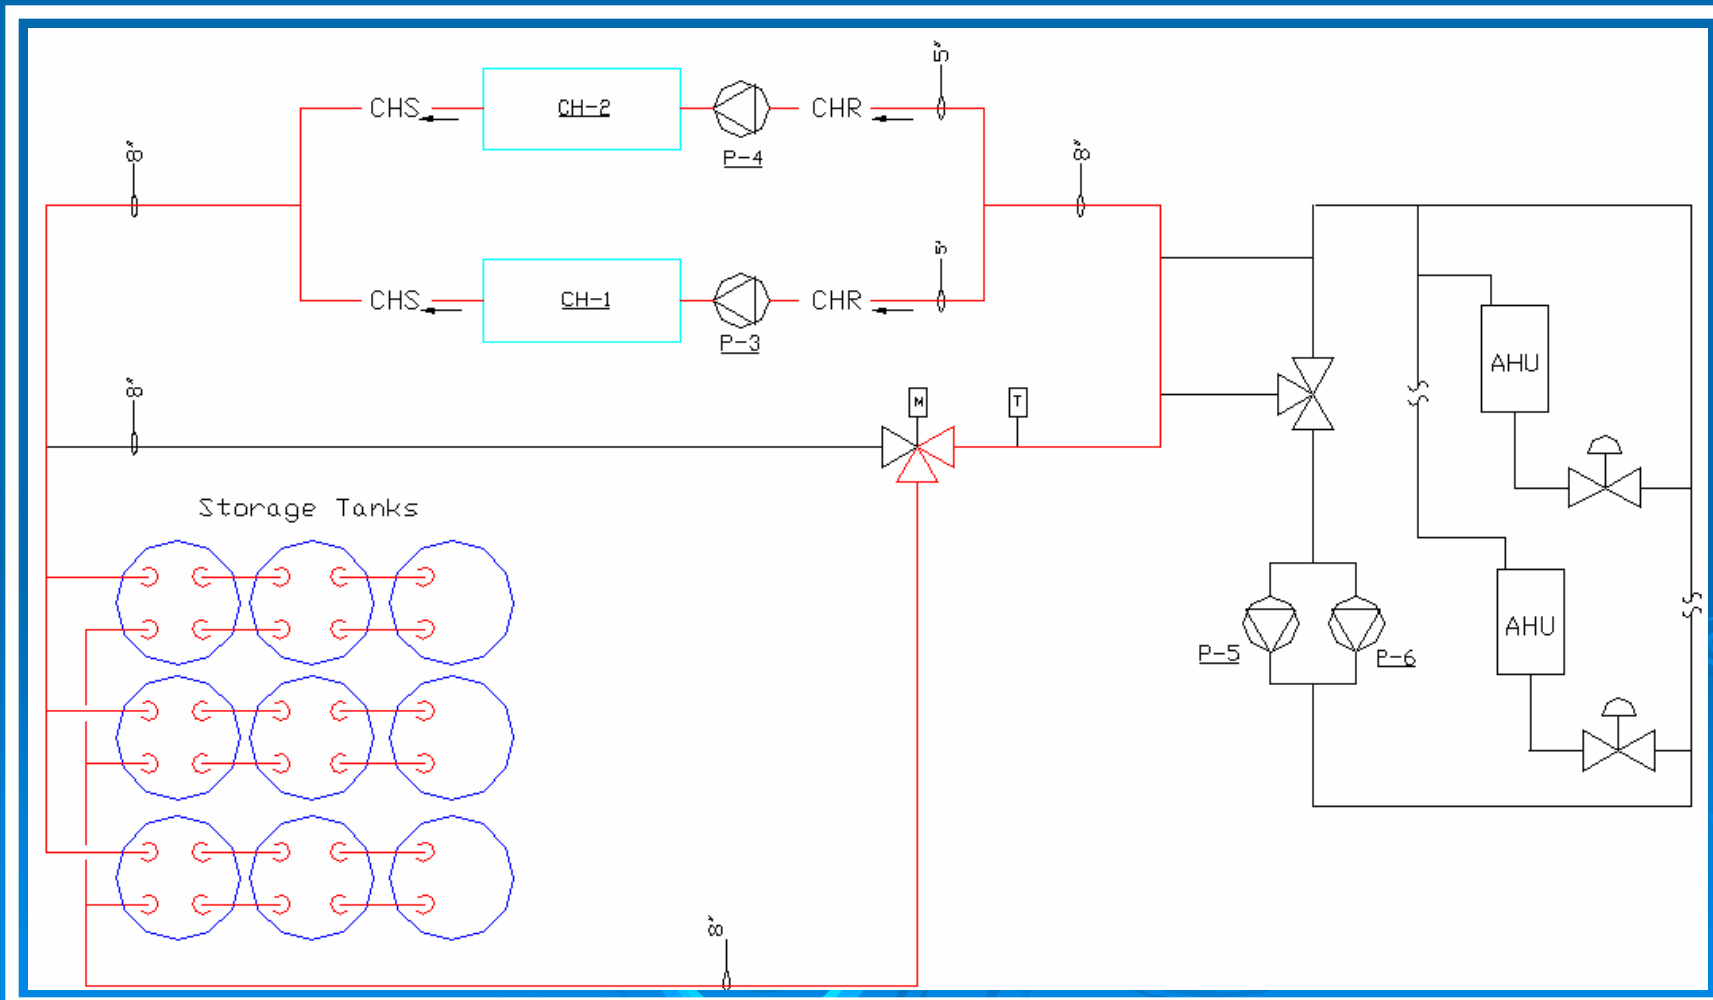 5"
CHS
CH-2
CHR
P-4
8"
8"
5"
CHS
CH-1
CHR
P-3
8"
M
T
AHU
Storage Tanks
AHU
P-5
P-6
8"